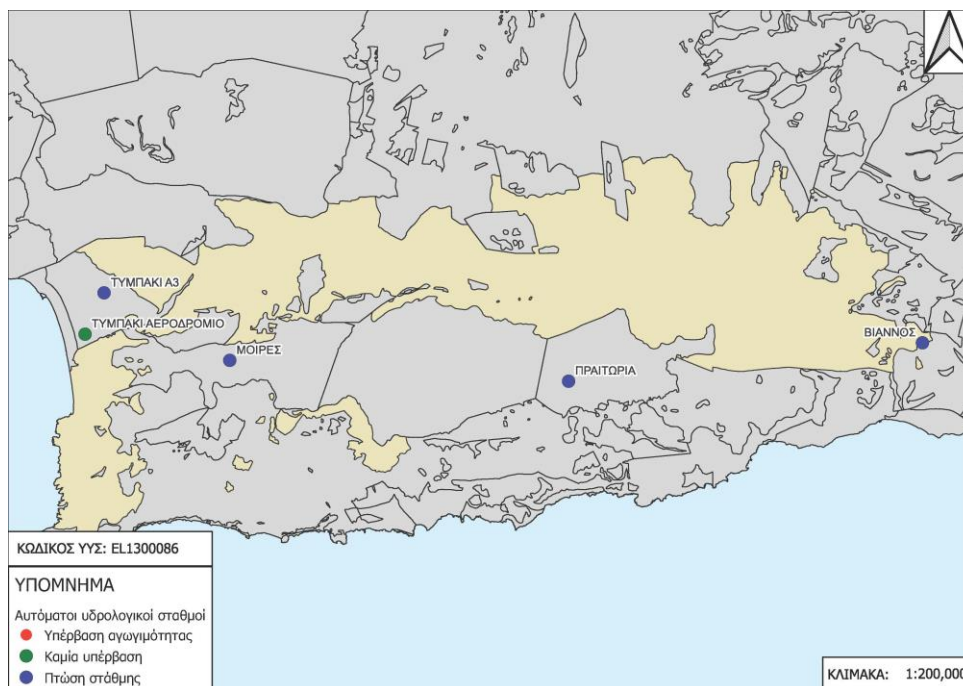 ΤΥΜΠΑΚΙ Α3
ΤΥΜΠΑΚΙ ΑΕΡΟΔΡΟΜΙΟ
ΜΟΙΡΕΣ
ΒΙΑΝΝΟΣ
ΠΡΑΙΤΩΡΙΑ
ΚΩΔΙΚΟΣ ΥΥΣ: EL1300086
ΥΠΟΜΝΗΜΑ
Αυτόματοι υδρολογικοί σταθμοί
Υπέρβαση αγωγιμότητας
Καμία υπέρβαση
Πτώση στάθμης
ΚΛΙΜΑΚΑ: 1:200,000